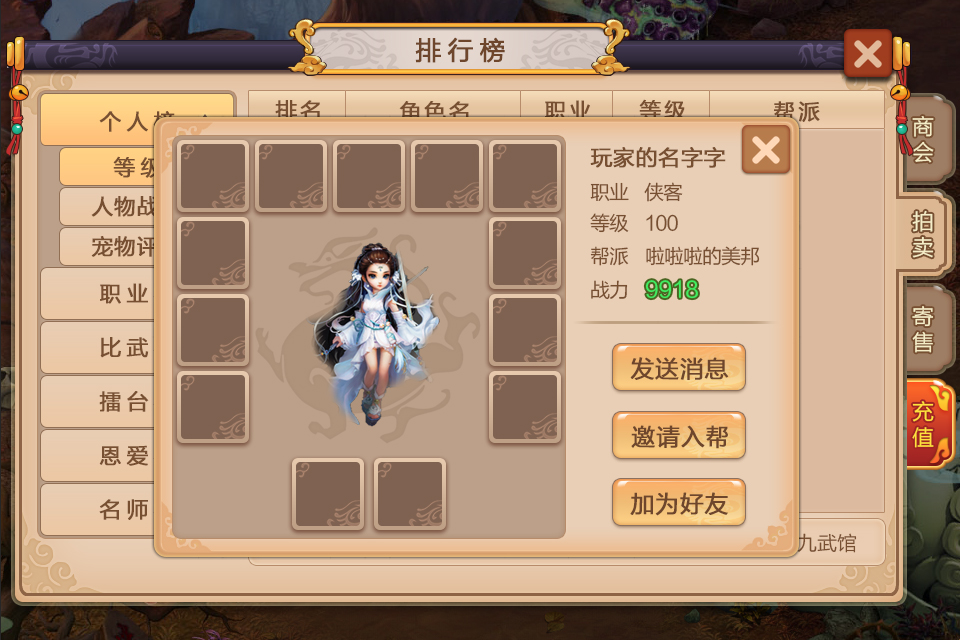 排行榜
排名 角色名 职业 等级 帮派
个人榜
等级
人物战
宠物评
职业
比武
擂台
恩爱
名师
玩家的名字字
职业 侠客
等级 100
帮派 啦啦啦的美邦
战力 9918
发送消息
邀请入帮
加为好友
九武馆
商会
拍卖
寄售
充值